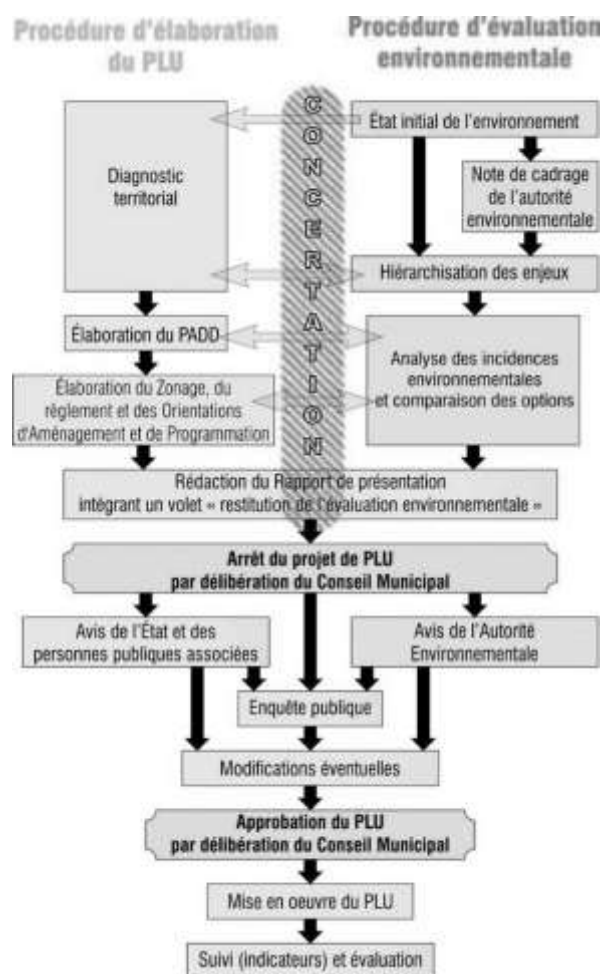 Procédure d'élaboration
du PLU
Procédure d'évaluation
environnementale
CONCERTATION
Diagnostic
territorial
État initial de l'environnement
Note de cadrage
de l'autorité
environnementale
Hiérarchisation des enjeux
Élaboration du PADD
Analyse des incidences
environnementales
et comparaison des options
Élaboration du Zonage, du
règlement et des Orientations
d'Aménagement et de Programmation
Rédaction du Rapport de présentation
intégrant un volet « restitution de l'évaluation environnementale »
Arrêt du projet de PLU
par délibération du Conseil Municipal
Avis de l'État et des
personnes publiques associées
Avis de l'Autorité
Environnementale
Enquête publique
Modifications éventuelles
Approbation du PLU
par délibération du Conseil Municipal
Mise en oeuvre du PLU
Suivi (indicateurs) et évaluation